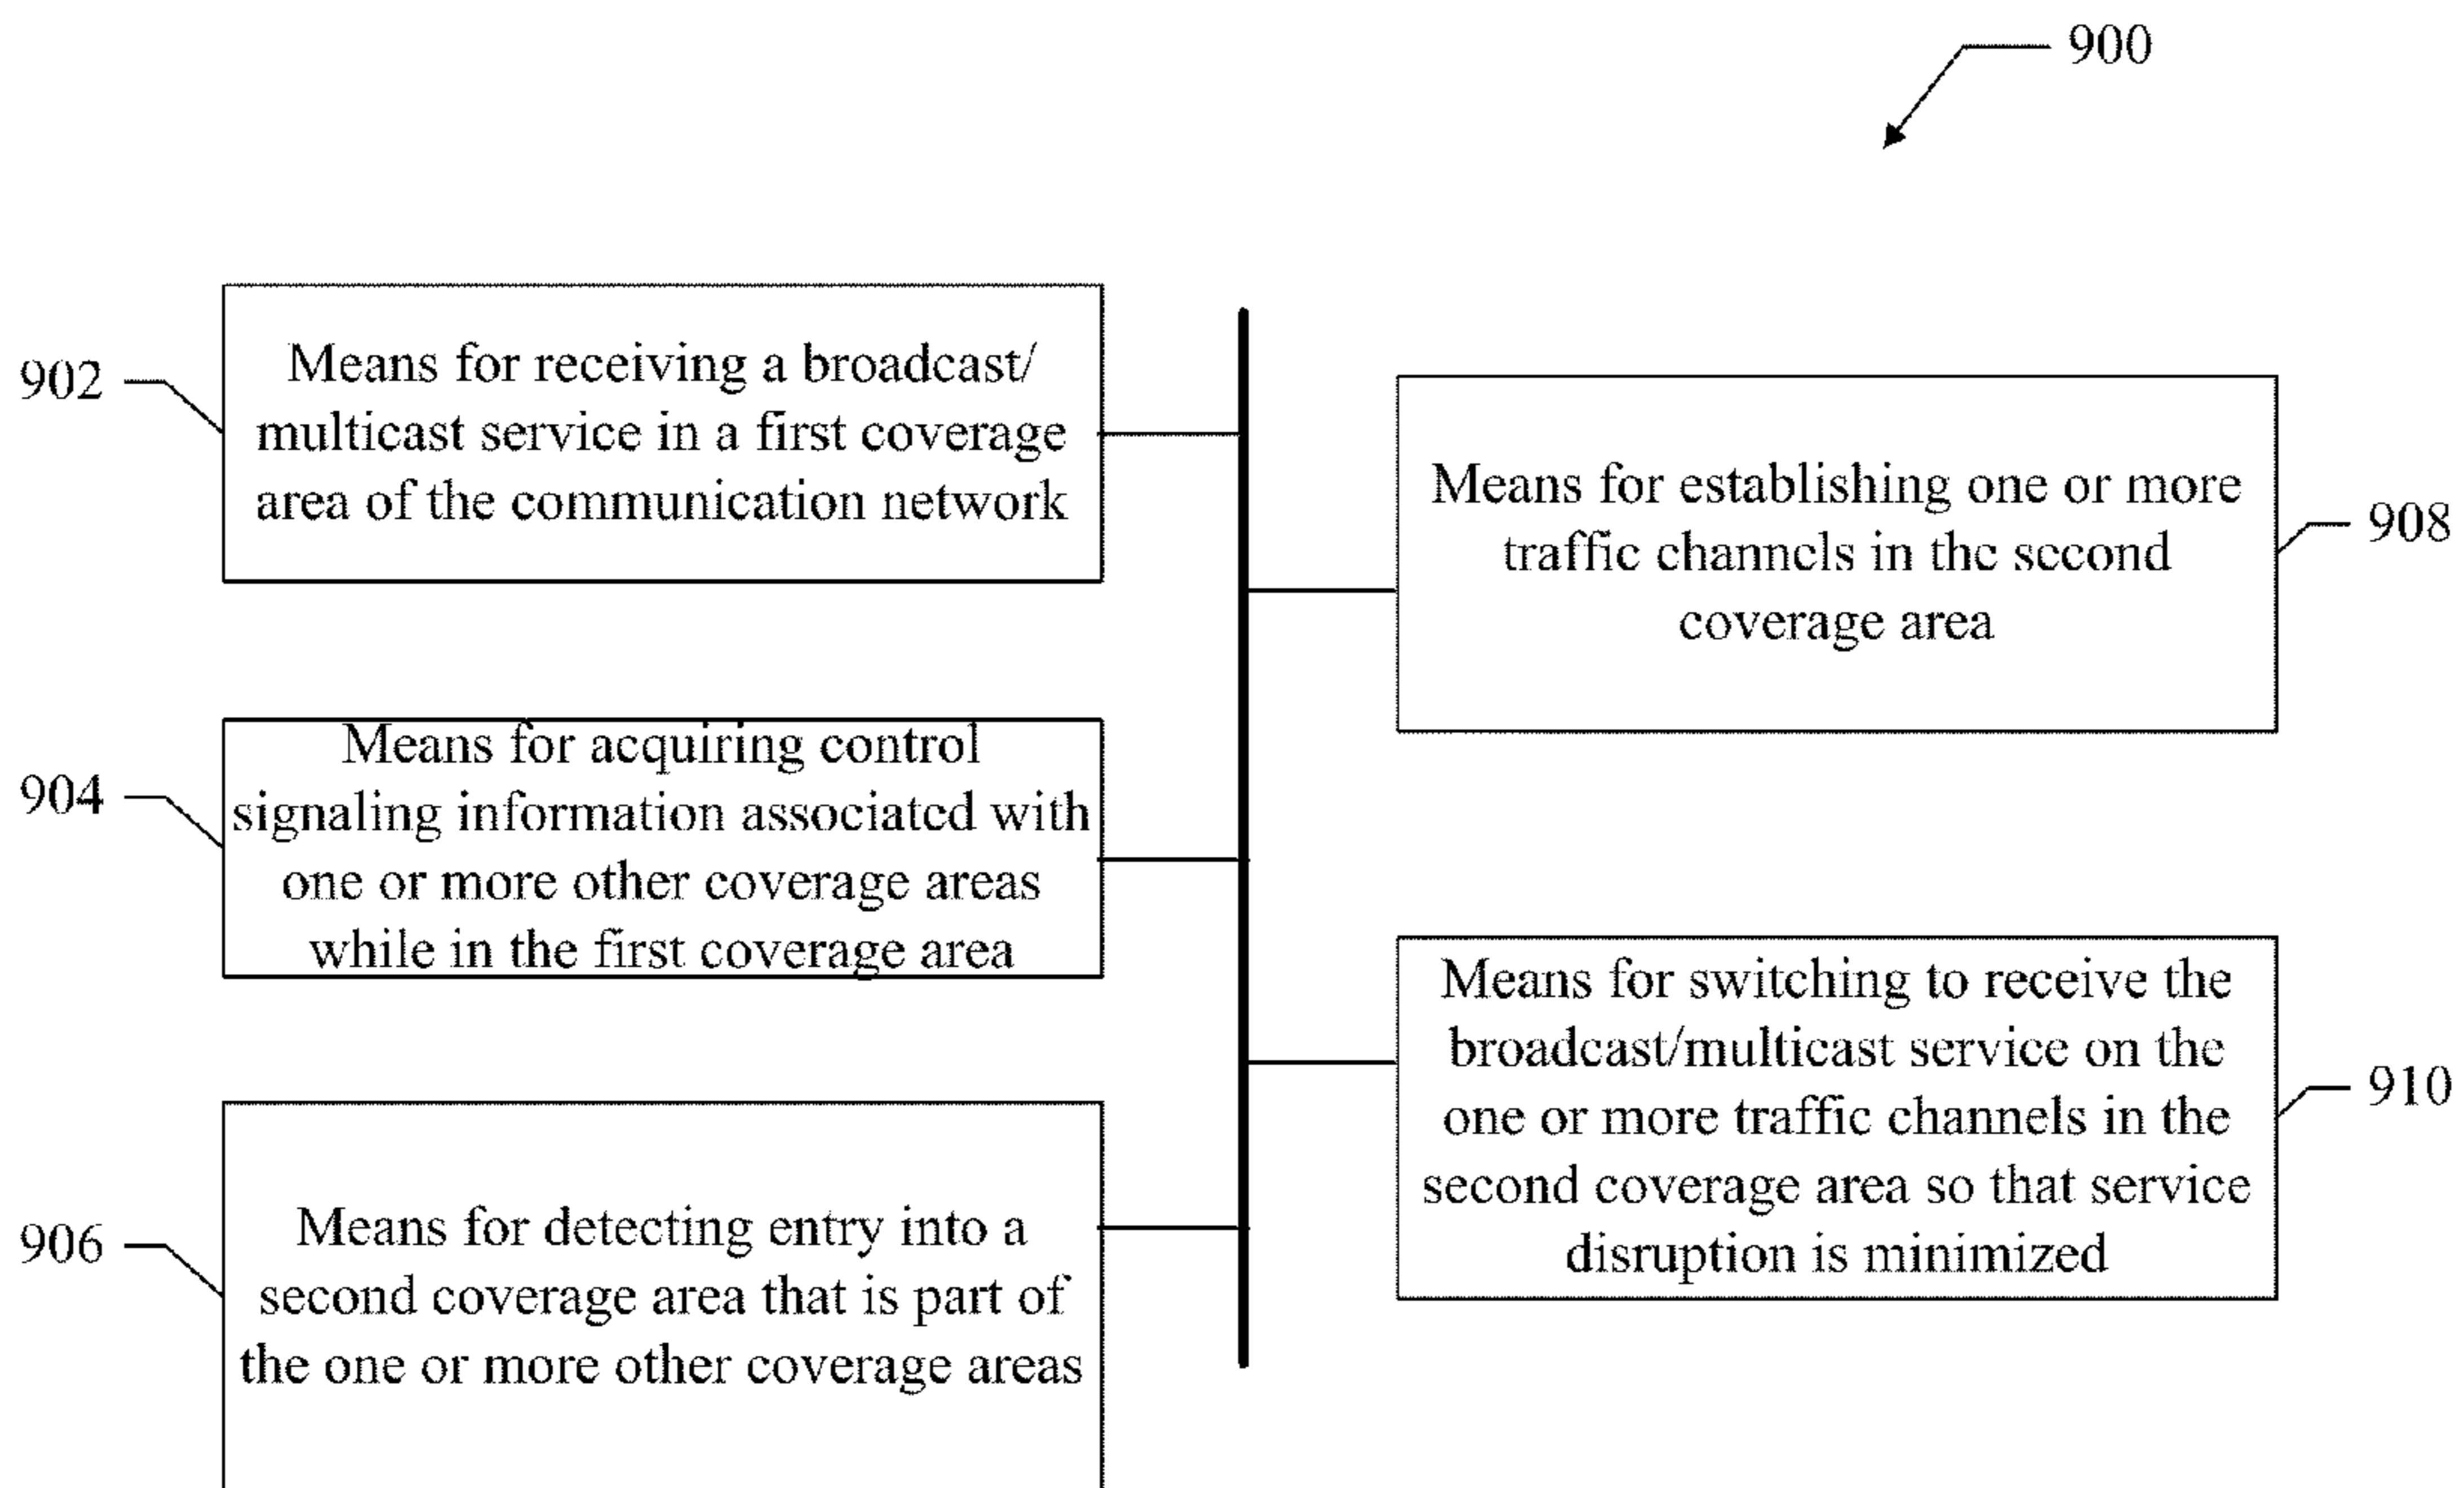 900
902
Means for receiving a broadcast/
multicast service in a first coverage
area of the communication network
904
Means for acquiring control
signaling information associated with
one or more other coverage areas
while in the first coverage area
906
Means for detecting entry into a
second coverage area that is part of
the one or more other coverage areas
Means for establishing one or more
traffic channels in the second
coverage area
908
Means for switching to receive the
broadcast/multicast service on the
one or more traffic channels in the
second coverage area so that service
disruption is minimized
910